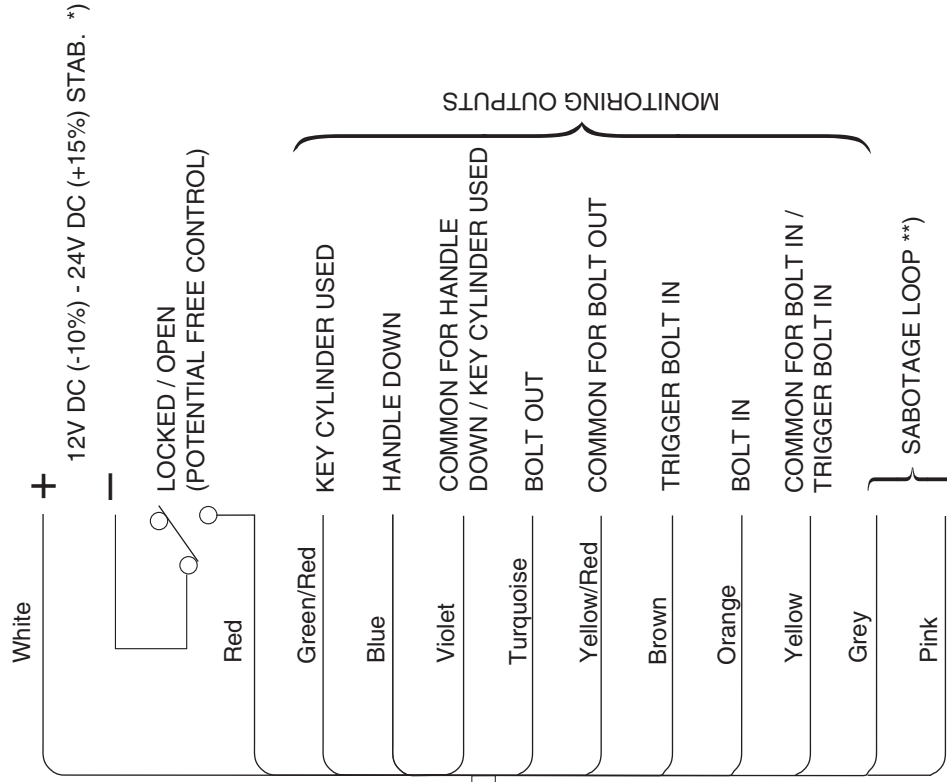 White
+
12V DC (-10%) - 24V DC (+15%) STAB. *)
−
LOCKED / OPEN
(POTENTIAL FREE CONTROL)
Red
Green/Red
KEY CYLINDER USED
Blue
HANDLE DOWN
Violet
COMMON FOR HANDLE
DOWN / KEY CYLINDER USED
Turquoise
BOLT OUT
Yellow/Red
COMMON FOR BOLT OUT
Brown
TRIGGER BOLT IN
Orange
BOLT IN
Yellow
COMMON FOR BOLT IN /
TRIGGER BOLT IN
Grey
Pink
SABOTAGE LOOP **)
MONITORING OUTPUTS